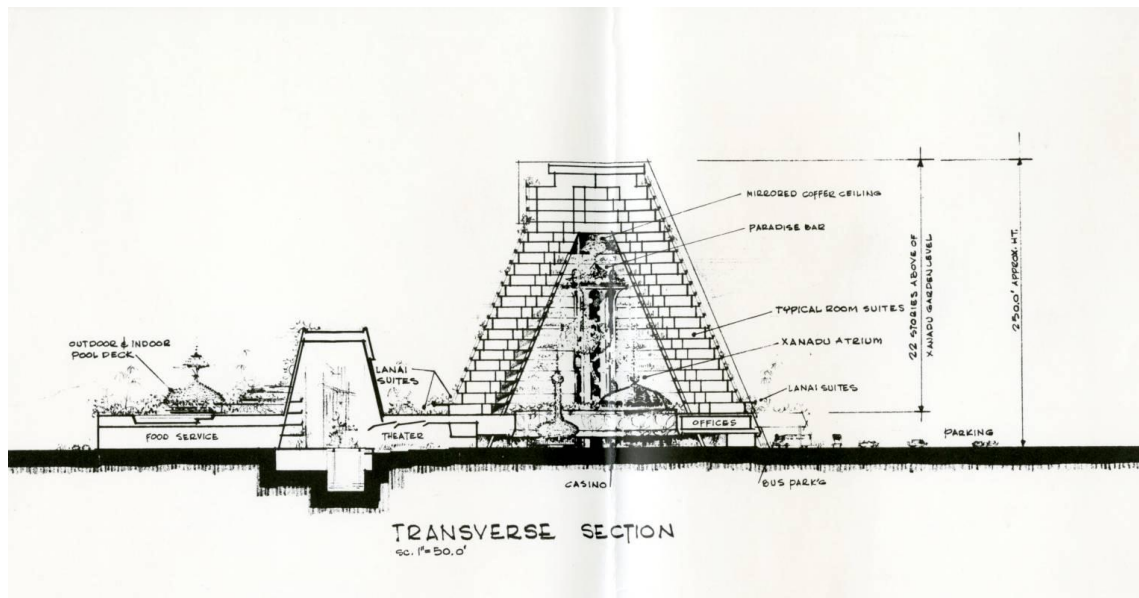 MIRRORED COFFER CEILING
PARADISE BAR
22 STORIES ABOVE OF
XANADU GARDEN LEVEL
250.0' APPROX. HT.
TYPICAL ROOM SUITES
XANADU ATRIUM
OUTDOOR & INDOOR
POOL DECK
LANAI
SUITES
LANAI SUITES
FOOD SERVICE
THEATER
OFFICES
PARKING
CASINO
BUS PARK'G
TRANSVERSE SECTION
SC. 1"=50.0'